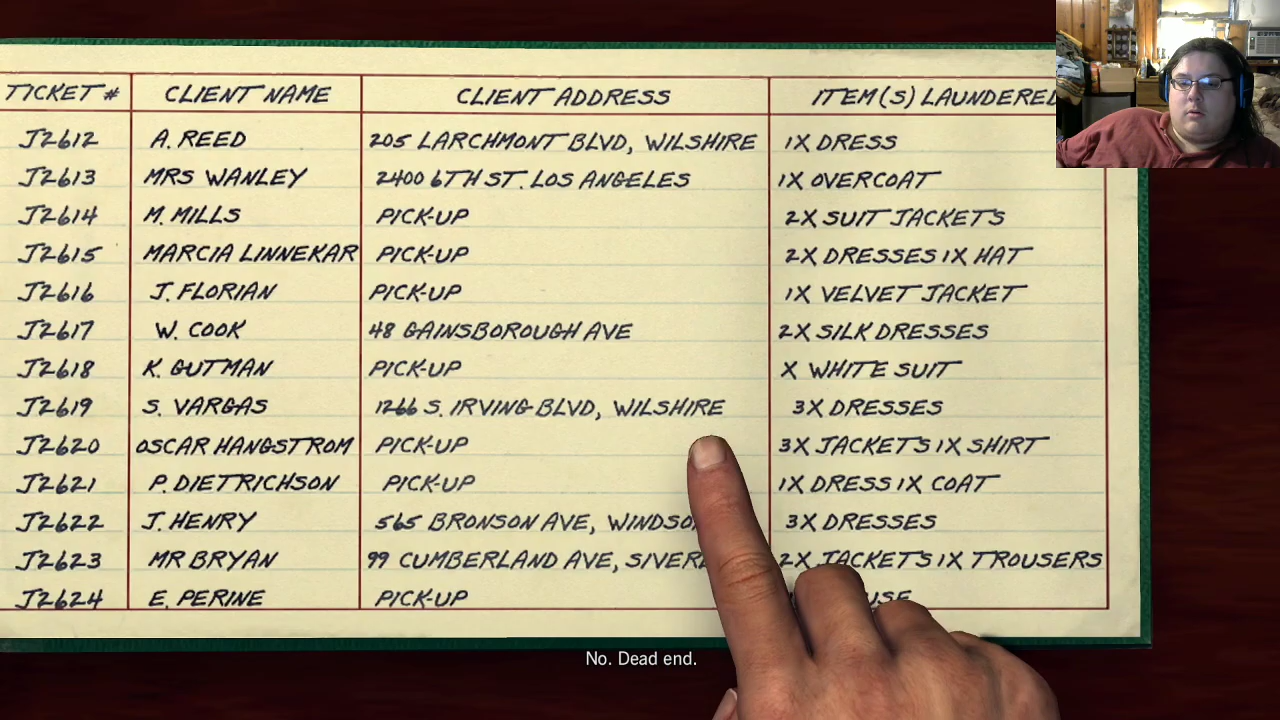 TICKET # CLIENT NAME CLIENT ADDRESS ITEM(S) LAUNDERED
J2612 A. REED 205 LARCHMONT BLVD, WILSHIRE 1X DRESS
J2613 MRS WANLEY 2400 6TH ST. LOS ANGELES 1X OVERCOAT
J2614 M. MILLS PICK-UP 2X SUIT JACKETS
J2615 MARCIA LINNEKAR PICK-UP 2X DRESSES 1X HAT
J2616 J. FLORIAN PICK-UP 1X VELVET JACKET
J2617 W. COOK 48 GAINSBOROUGH AVE 2X SILK DRESSES
J2618 K. GUTMAN PICK-UP X WHITE SUIT
J2619 S. VARGAS 1266 S. IRVING BLVD, WILSHIRE 3X DRESSES
J2620 OSCAR HANGSTROM PICK-UP 3X JACKETS 1X SHIRT
J2621 P. DIETRICHSON PICK-UP 1X DRESS 1X COAT
J2622 J. HENRY 565 BRONSON AVE, 3X DRESSES
J2623 MR BRYAN 99 CUMBERLAND AVE, 2X JACKETS 1X TROUSERS
J2624 E. PERINE PICK-UP
No. Dead end.